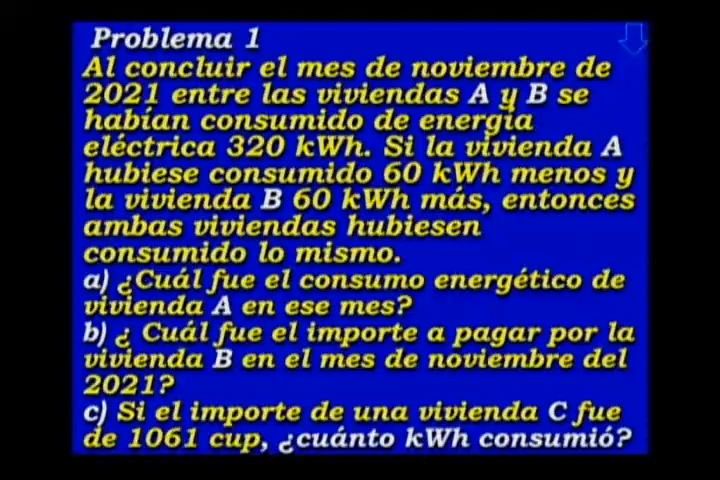 Problema 1
Al concluir el mes de noviembre de
2021 entre las viviendas A y B se
habían consumido de energía
eléctrica 320 kWh. Si la vivienda A
hubiese consumido 60 kWh menos y
la vivienda B 60 kWh más, entonces
ambas viviendas hubiesen
consumido lo mismo.
a) ¿Cuál fue el consumo energético de
vivienda A en ese mes?
b) ¿ Cuál fue el importe a pagar por la
vivienda B en el mes de noviembre del
2021?
c) Si el importe de una vivienda C fue
de 1061 cup, ¿cuánto kWh consumió?